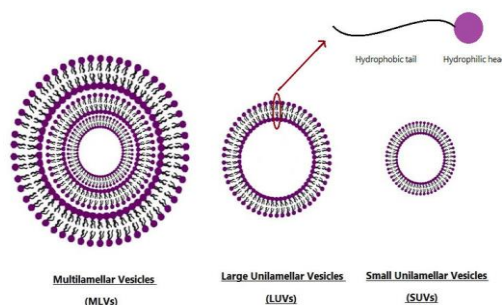 Hydrophobic tail Hydrophilic hea
Multilamellar Vesicles
(MLVs)
Large Unilamellar Vesicles
(LUVs)
Small Unilamellar Vesicles
(SUVs)